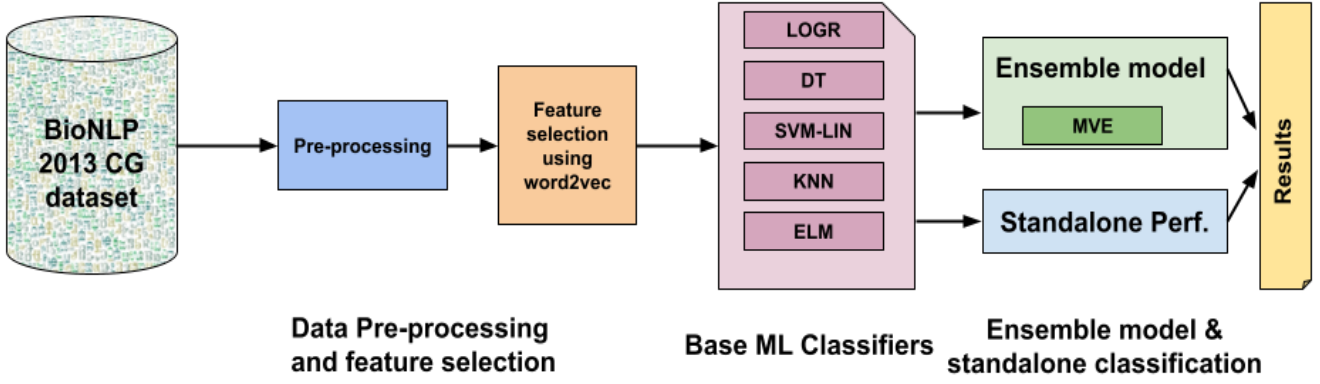 BioNLP
2013 CG
dataset
Pre-processing
Feature
selection
using
word2vec
LOGR
DT
SVM-LIN
KNN
ELM
Ensemble model
MVE
Standalone Perf.
Results
Data Pre-processing
and feature selection
Base ML Classifiers
Ensemble model &
standalone classification